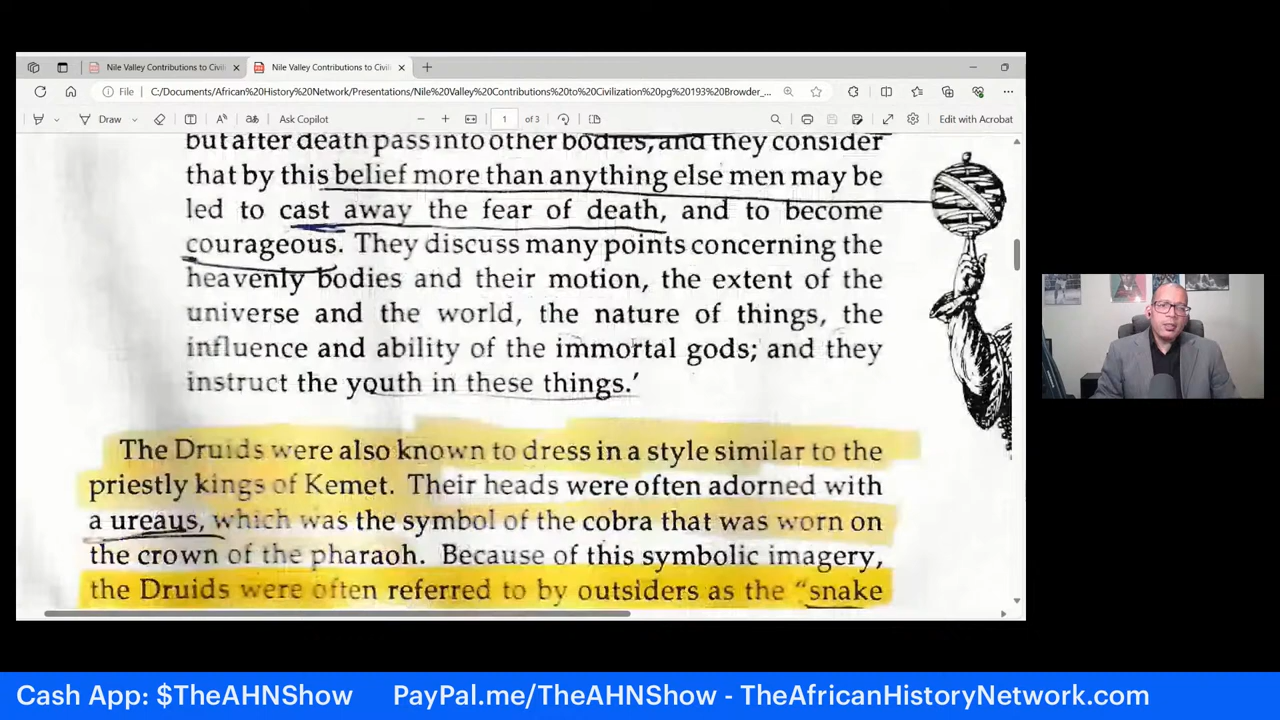 Nile Valley Contributions to Civili
Nile Valley Contributions to Civili
File
C:/Documents/African%20History%20Network/Presentations/Nile%20Valley%20Contributions%20to%20Civilization%20pg%20193%20Browder_...
Draw
Ask Copilot
1 of 3
Edit with Acrobat
but after death pass into other bodies, and they consider
that by this belief more than anything else men may be
led to cast away the fear of death, and to become
courageous. They discuss many points concerning the
heavenly bodies and their motion, the extent of the
universe and the world, the nature of things, the
influence and ability of the immortal gods; and they
instruct the youth in these things.'
The Druids were also known to dress in a style similar to the
priestly kings of Kemet. Their heads were often adorned with
a ureaus, which was the symbol of the cobra that was worn on
the crown of the pharaoh. Because of this symbolic imagery,
the Druids were often referred to by outsiders as the "snake
Cash App: $TheAHNShow PayPal.me/TheAHNShow - TheAfricanHistoryNetwork.com